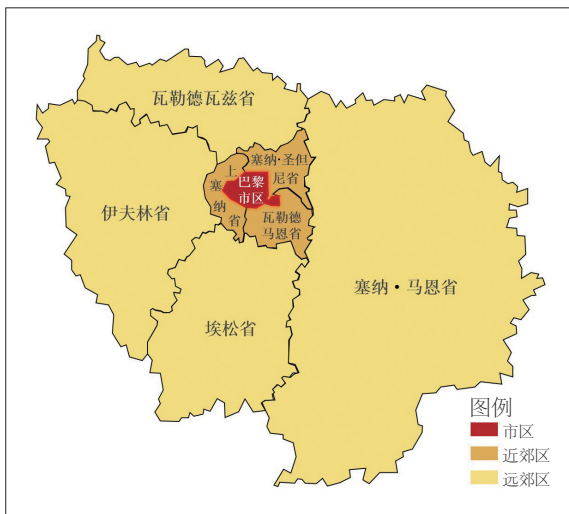 瓦勒德瓦兹省
塞纳·圣但
尼省
上
塞
纳
省
巴黎
市区
伊夫林省
瓦勒德
马恩省
塞纳·马恩省
埃松省
图例
市区
近郊区
远郊区